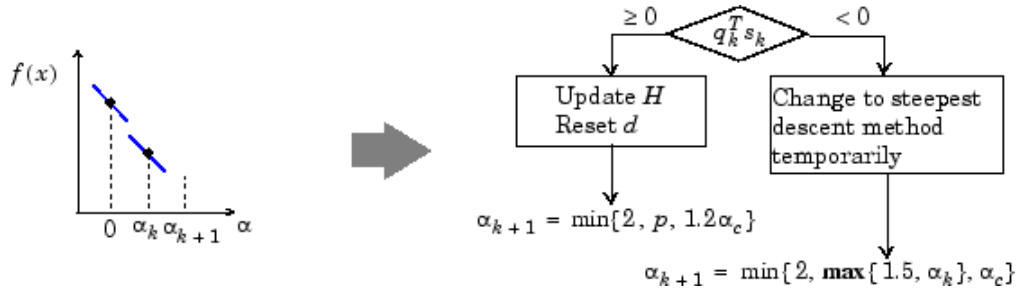 f(x)
0 α_k α_{k+1} α
≥ 0
q_k^T s_k
< 0
Update H
Reset d
α_{k+1} = min{2, p, 1.2α_c}
Change to steepest
descent method
temporarily
α_{k+1} = min{2, max{1.5, α_k}, α_c}